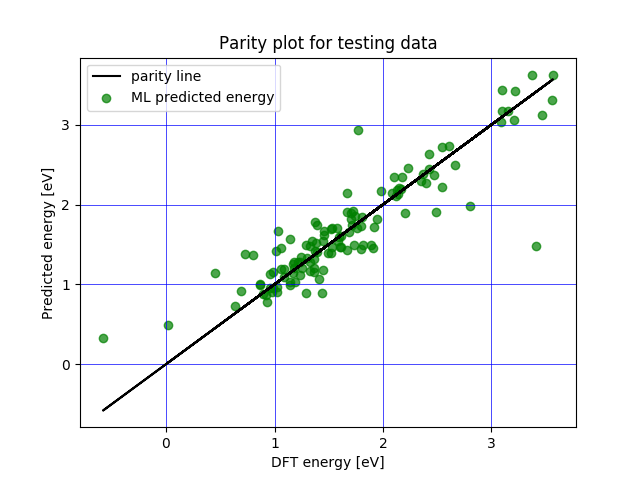 Parity plot for testing data
parity line
ML predicted energy
Predicted energy [eV]
3
2
1
0
0 1 2 3
DFT energy [eV]